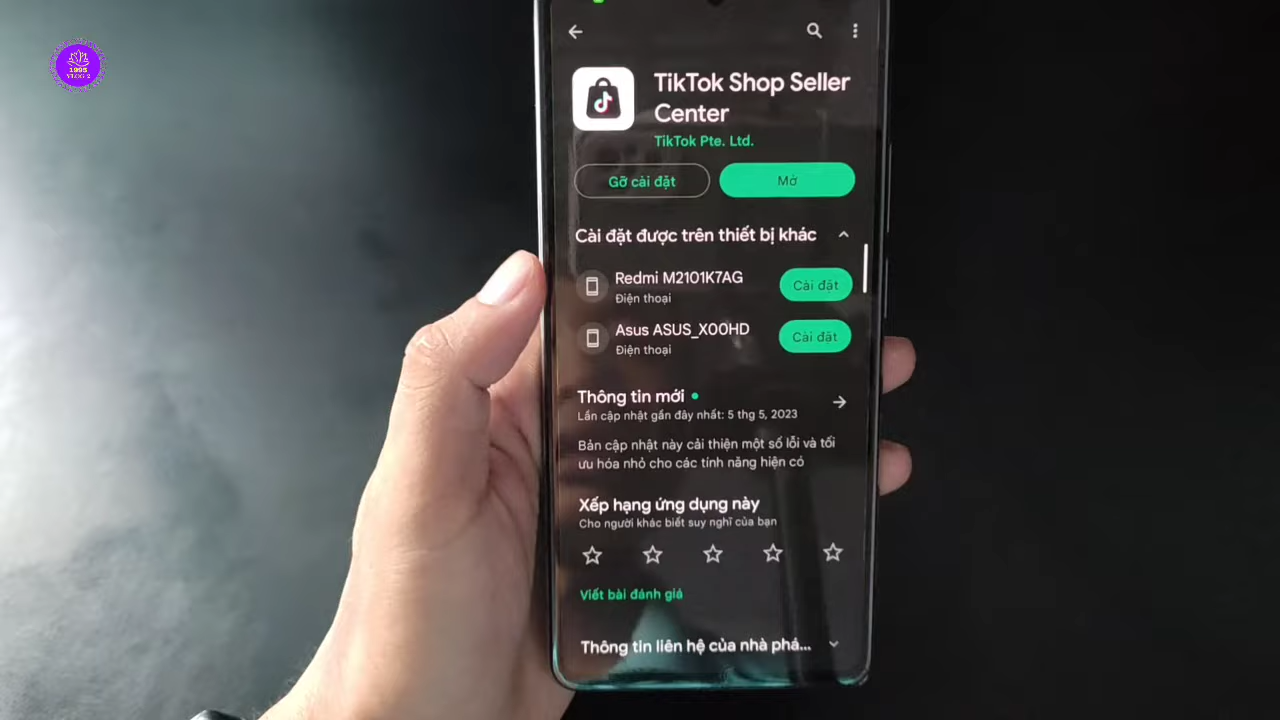 1995
VLOG 2
TikTok Shop Seller
Center
TikTok Pte. Ltd.
Gỡ cài đặt
Mở
Cài đặt được trên thiết bị khác
Redmi M2101K7AG
Điện thoại
Cài đặt
Asus ASUS_X00HD
Điện thoại
Cài đặt
Thông tin mới
Lần cập nhật gần đây nhất: 5 thg 5, 2023
Bản cập nhật này cải thiện một số lỗi và tối
ưu hóa nhỏ cho các tính năng hiện có
Xếp hạng ứng dụng này
Cho người khác biết suy nghĩ của bạn
Viết bài đánh giá
Thông tin liên hệ của nhà phá...